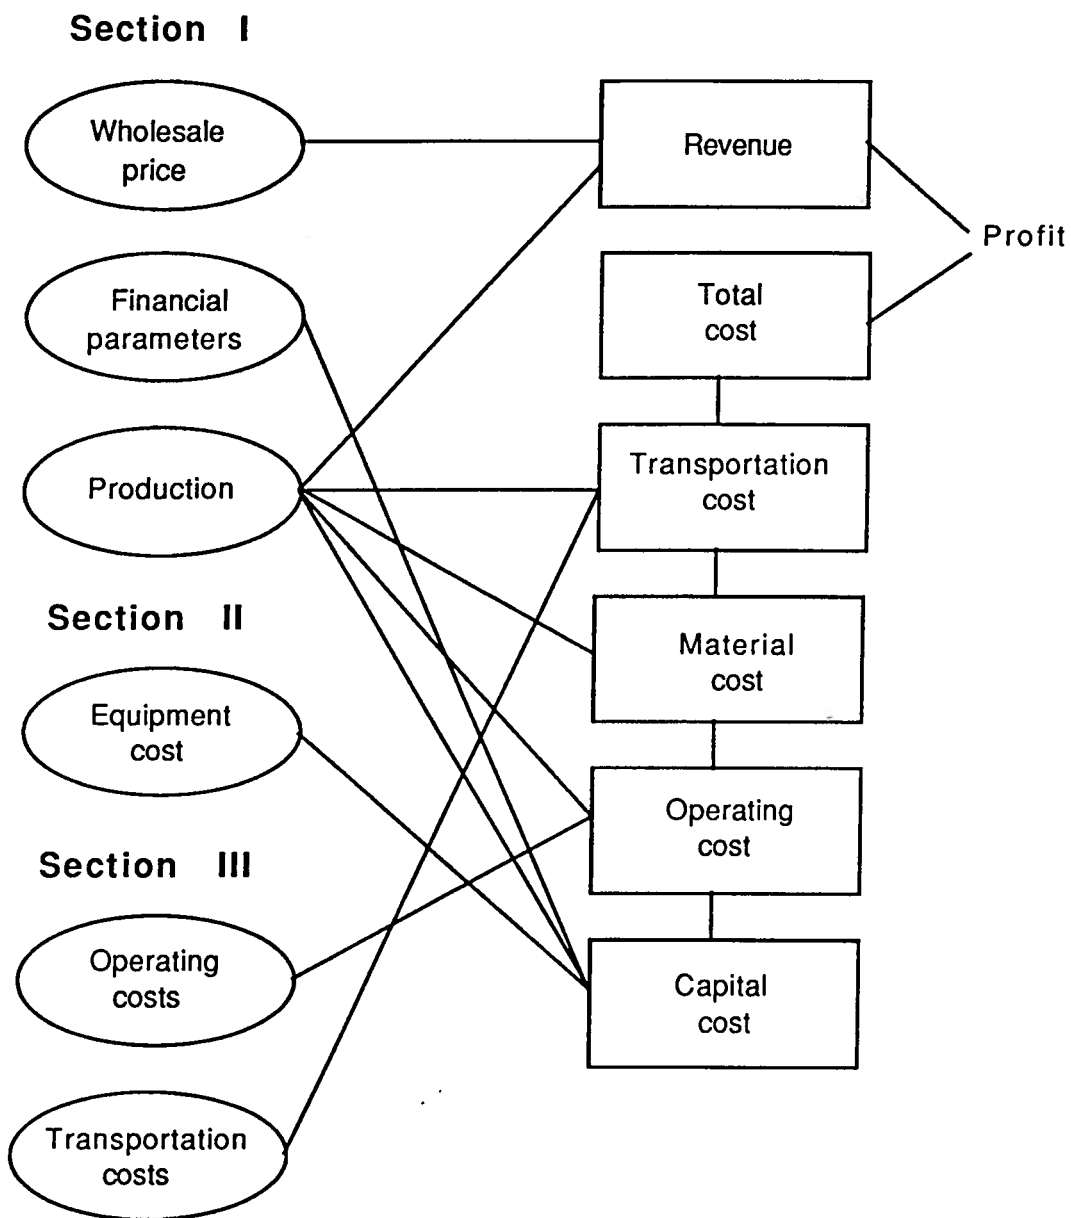 Section I
Wholesale
price
Financial
parameters
Production
Section II
Equipment
cost
Section III
Operating
costs
Transportation
costs
Revenue
Total
cost
Transportation
cost
Material
cost
Operating
cost
Capital
cost
Profit